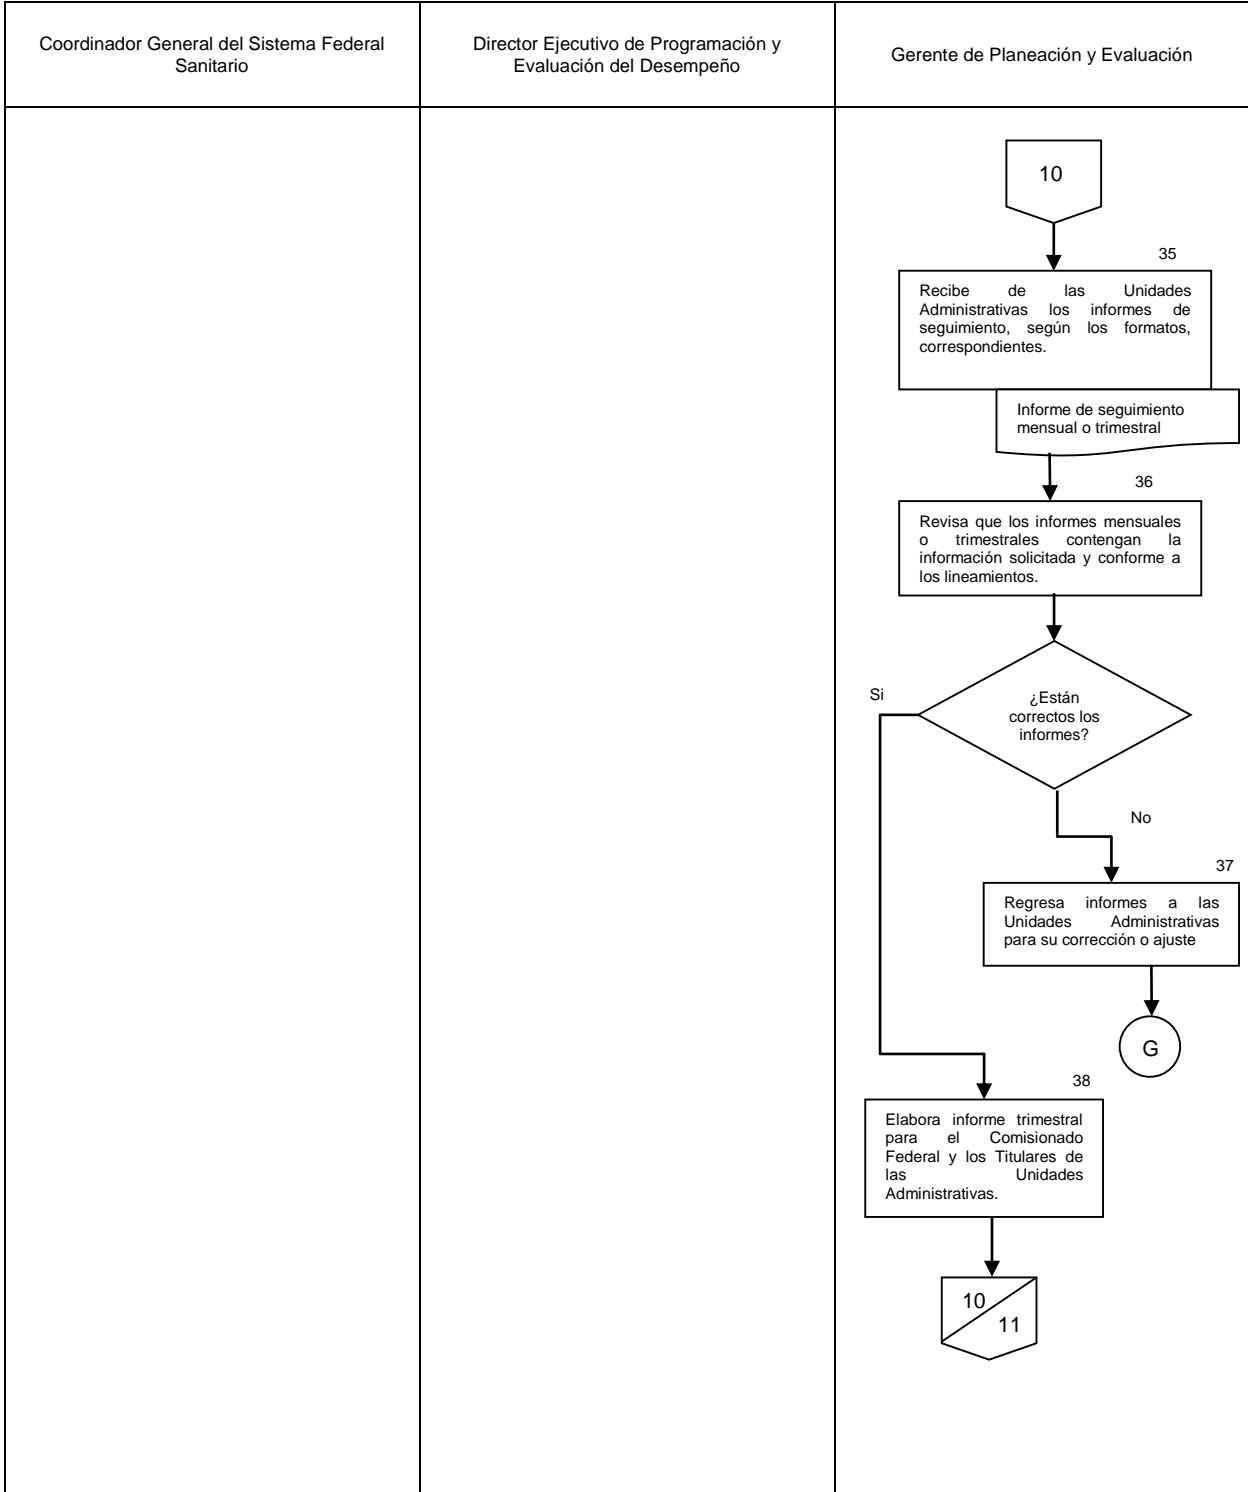 Coordinador General del Sistema Federal
Sanitario
Director Ejecutivo de Programación y
Evaluación del Desempeño
Gerente de Planeación y Evaluación
10
35
Recibe de las Unidades
Administrativas los informes de
seguimiento, según los formatos,
correspondientes.
Informe de seguimiento
mensual o trimestral
36
Revisa que los informes mensuales
o trimestrales contengan la
información solicitada y conforme a
los lineamientos.
Si
¿Están
correctos los
informes?
No
37
Regresa informes a las
Unidades Administrativas
para su corrección o ajuste
G
38
Elabora informe trimestral
para el Comisionado
Federal y los Titulares de
las Unidades
Administrativas.
10
11